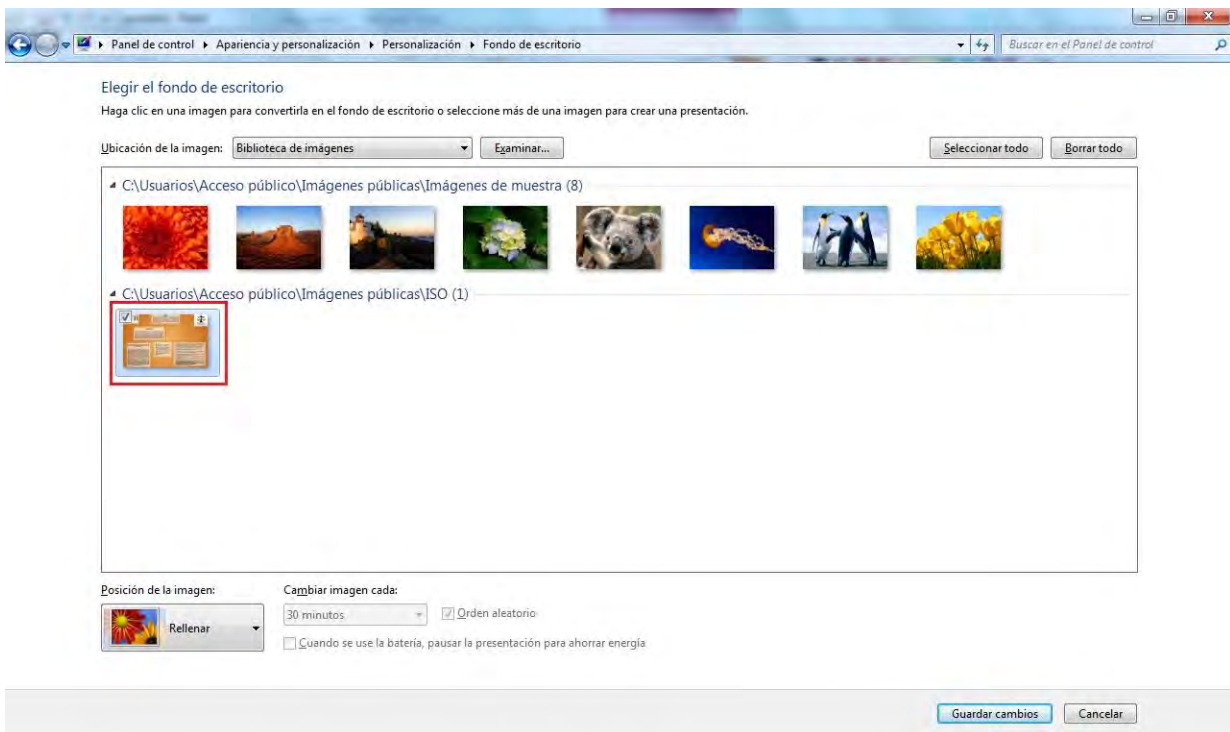 Panel de control ▸ Apariencia y personalización ▸ Personalización ▸ Fondo de escritorio
Buscar en el Panel de control
Elegir el fondo de escritorio
Haga clic en una imagen para convertirla en el fondo de escritorio o seleccione más de una imagen para crear una presentación.
Ubicación de la imagen: Biblioteca de imágenes Examinar... Seleccionar todo Borrar todo
C:\Usuarios\Acceso público\Imágenes públicas\Imágenes de muestra (8)
C:\Usuarios\Acceso público\Imágenes públicas\ISO (1)
Posición de la imagen: Cambiar imagen cada:
Rellenar 30 minutos Orden aleatorio
Cuando se use la batería, pausar la presentación para ahorrar energía
Guardar cambios Cancelar